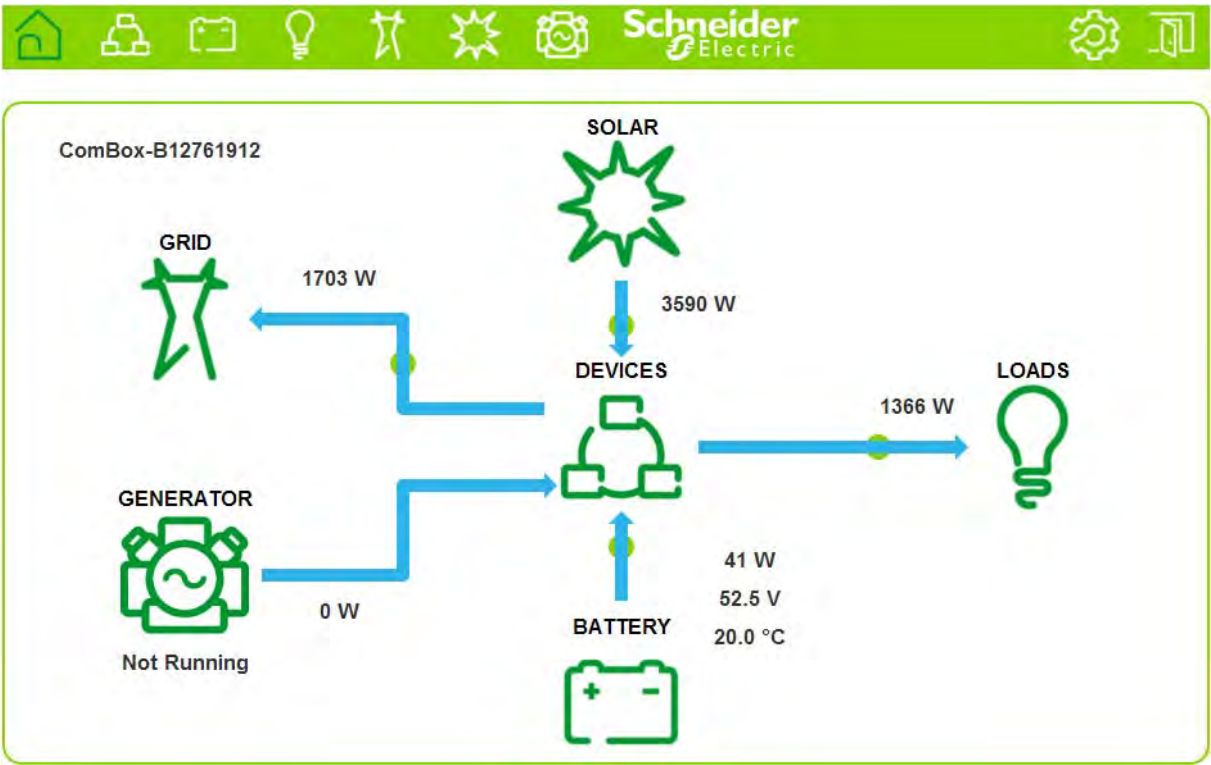 Schneider
Electric
ComBox-B12761912
SOLAR
GRID
1703 W
3590 W
DEVICES
LOADS
1366 W
GENERATOR
0 W
Not Running
41 W
52.5 V
20.0 °C
BATTERY